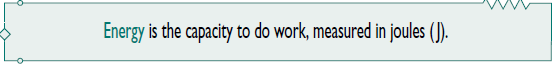 Energy is the capacity to do work, measured in joules (J).